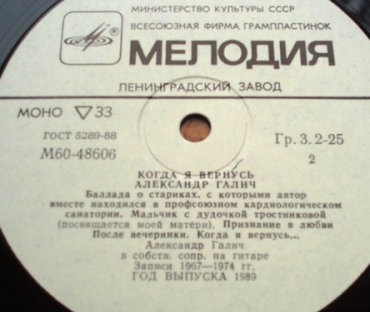 МИНИСТЕРСТВО КУЛЬТУРЫ СССР
ВСЕСОЮЗНАЯ ФИРМА ГРАМПЛАСТИНОК
МЕЛОДИЯ
ЛЕНИНГРАДСКИЙ ЗАВОД
МОНО ▽33
ГОСТ 5289-88
М60-48606
Гр. 3. 2-25
2
КОГДА Я ВЕРНУСЬ
АЛЕКСАНДР ГАЛИЧ
Баллада о стариках, с которыми автор
вместе находился в профсоюзном кардиологическом
санатории. Мальчик с дудочкой тростниковой
(посвящается моей матери). Признание в любви
После вечеринки. Когда я вернусь...
Александр Галич
в собств. сопр. на гитаре
Записи 1967—1974 гг.
ГОД ВЫПУСКА 1989